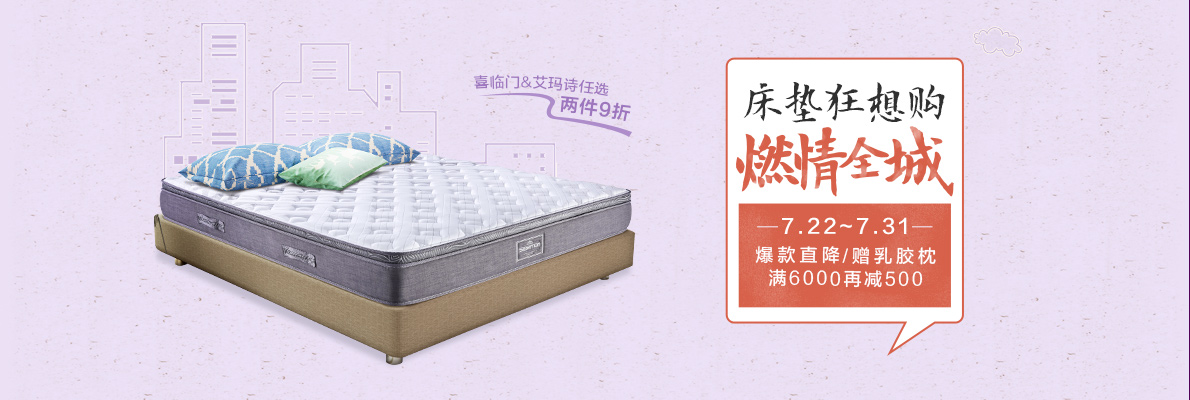 喜临门&艾玛诗任选
两件9折
床垫狂想购
燃情全城
—7.22~7.31—
爆款直降/赠乳胶枕
满6000再减500